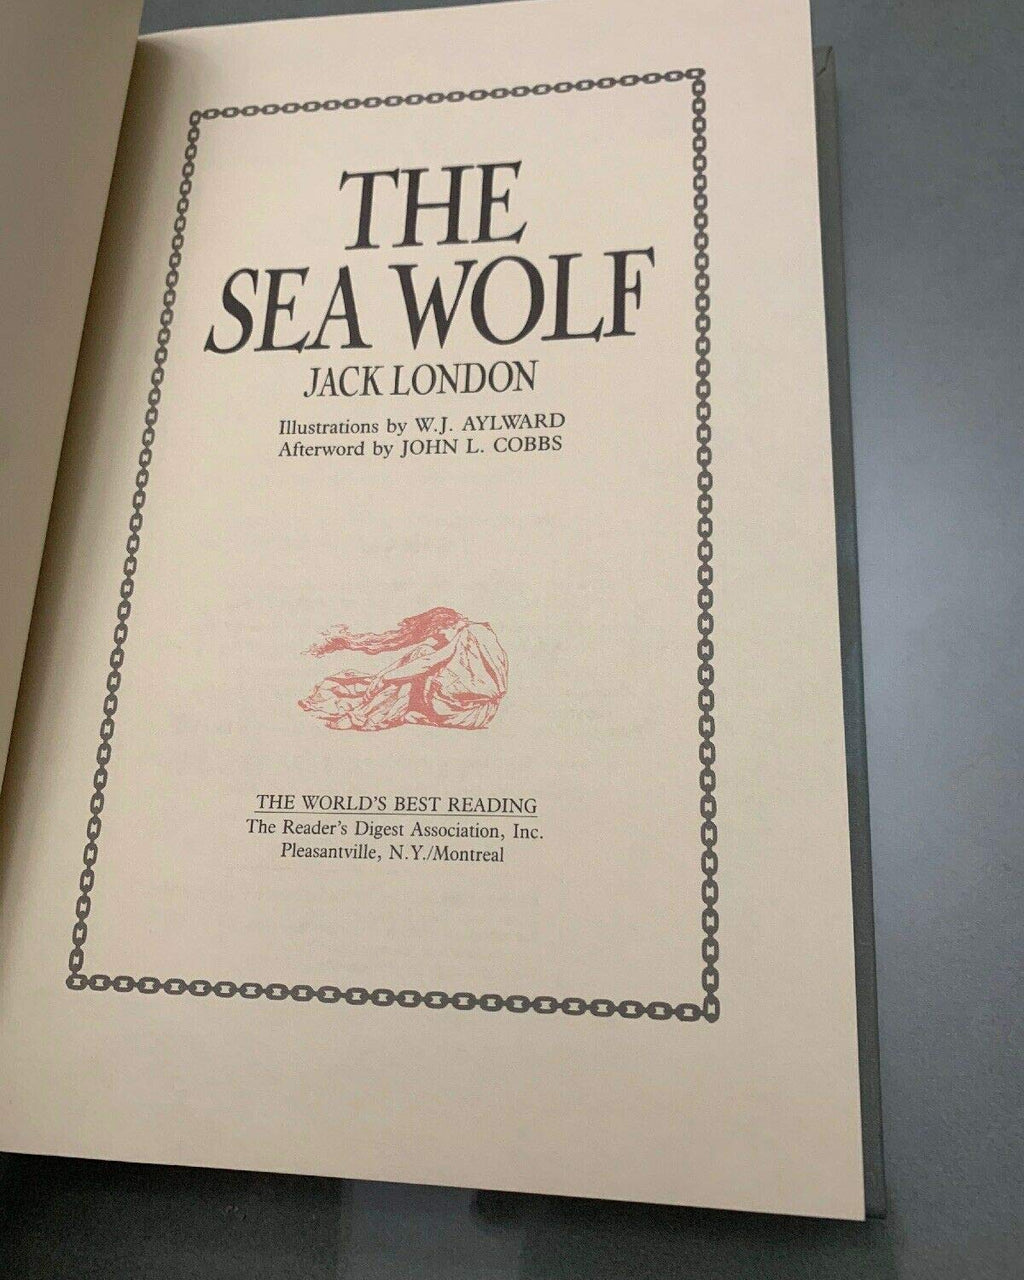 THE
SEA WOLF
JACK LONDON
Illustrations by W.J. AYLWARD
Afterword by JOHN L. COBBS
THE WORLD'S BEST READING
The Reader's Digest Association, Inc.
Pleasantville, N.Y./Montreal